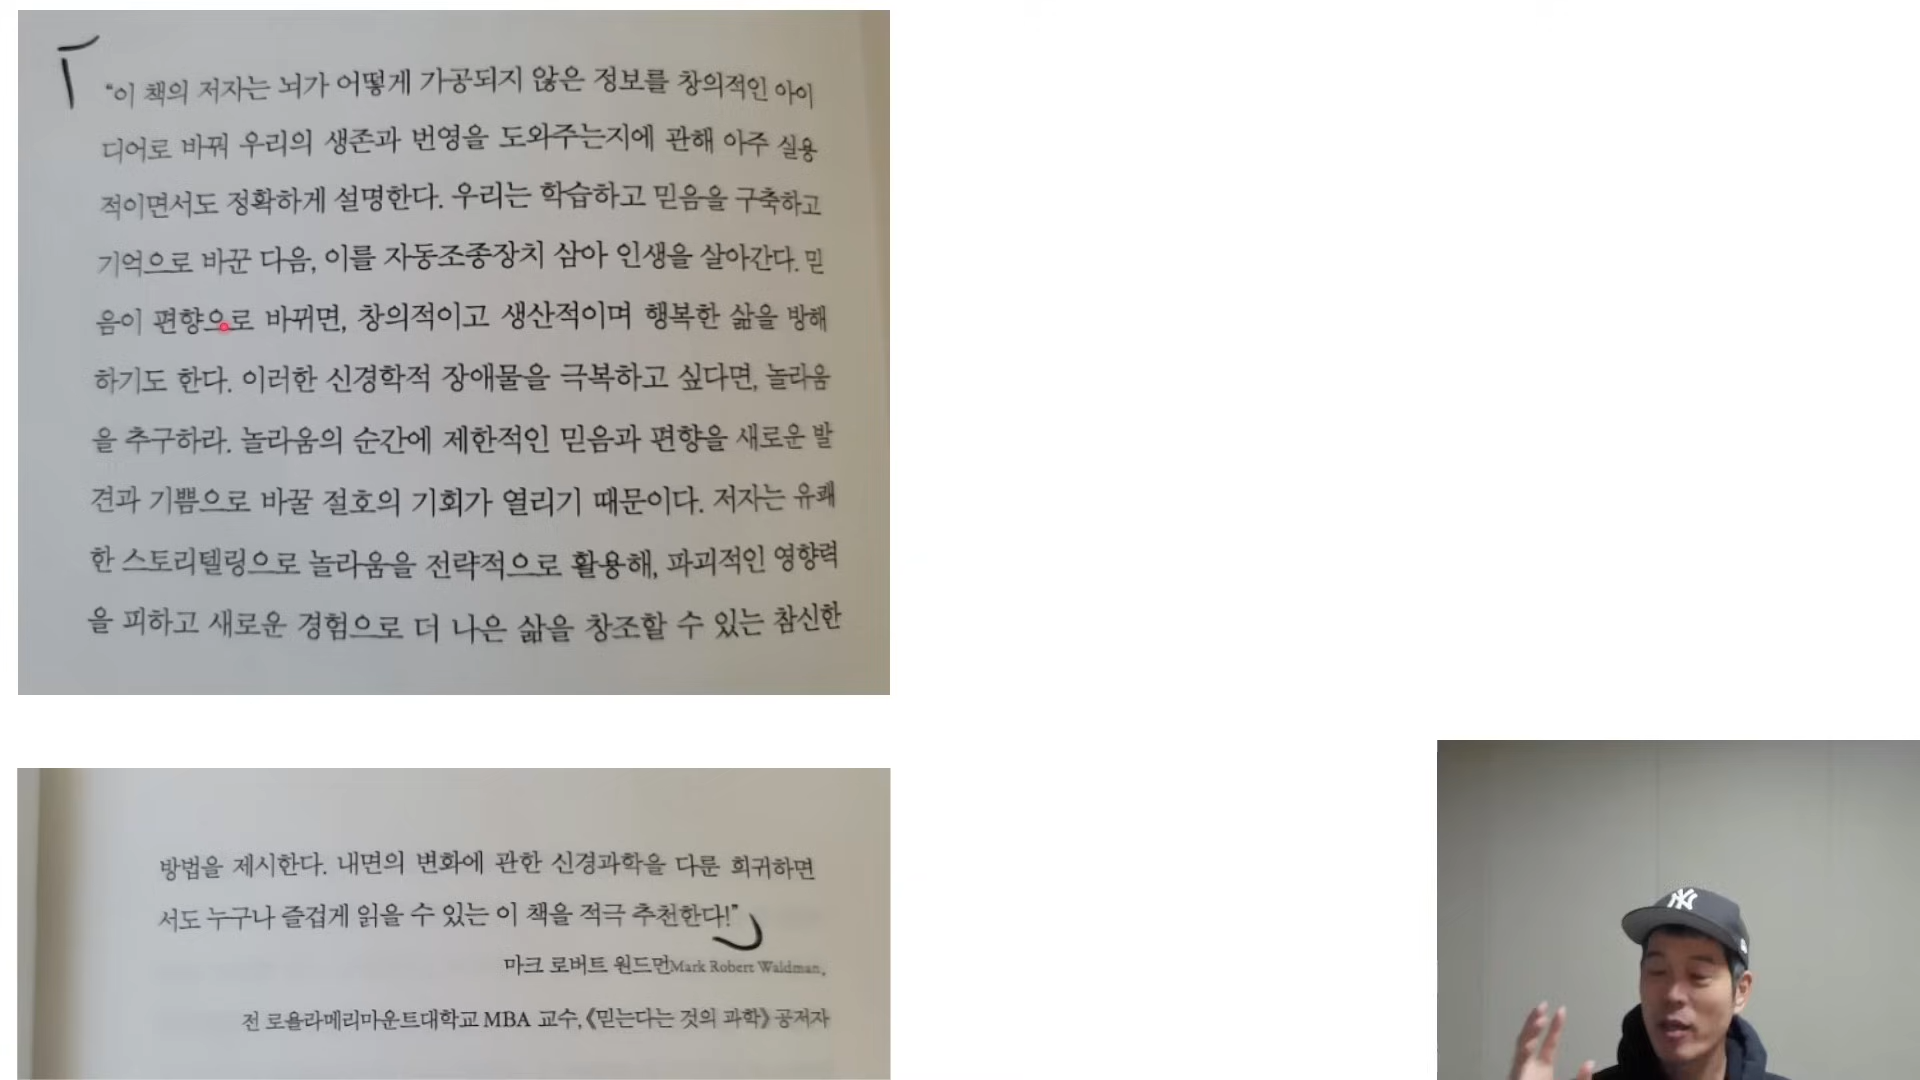 “이 책의 저자는 뇌가 어떻게 가공되지 않은 정보를 창의적인 아이
디어로 바꿔 우리의 생존과 번영을 도와주는지에 관해 아주 실용
적이면서도 정확하게 설명한다. 우리는 학습하고 믿음을 구축하고
기억으로 바꾼 다음, 이를 자동조종장치 삼아 인생을 살아간다. 믿
음이 편향으로 바뀌면, 창의적이고 생산적이며 행복한 삶을 방해
하기도 한다. 이러한 신경학적 장애물을 극복하고 싶다면, 놀라움
을 추구하라. 놀라움의 순간에 제한적인 믿음과 편향을 새로운 발
견과 기쁨으로 바꿀 절호의 기회가 열리기 때문이다. 저자는 유쾌
한 스토리텔링으로 놀라움을 전략적으로 활용해, 파괴적인 영향력
을 피하고 새로운 경험으로 더 나은 삶을 창조할 수 있는 참신한
방법을 제시한다. 내면의 변화에 관한 신경과학을 다룬 희귀하면
서도 누구나 즐겁게 읽을 수 있는 이 책을 적극 추천한다!”
마크 로버트 월드먼Mark Robert Waldman,
전 로욜라메리마운트대학교 MBA 교수, 《믿는다는 것의 과학》 공저자
NY